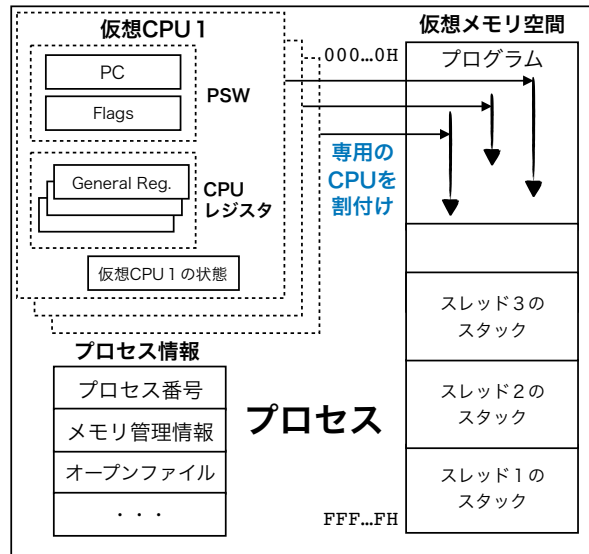 仮想CPU１
PC
Flags
PSW
General Reg.
CPU
レジスタ
仮想CPU１の状態
プロセス情報
プロセス番号
メモリ管理情報
オープンファイル
・・・
プロセス
専用の
CPUを
割付け
仮想メモリ空間
000…0H
プログラム
スレッド３の
スタック
スレッド２の
スタック
スレッド１の
スタック
FFF…FH